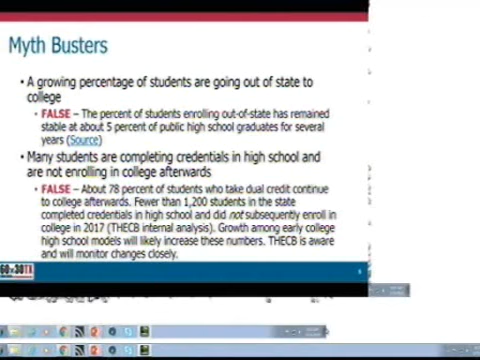 Myth Busters
• A growing percentage of students are going out of state to
college
• FALSE – The percent of students enrolling out-of-state has remained
stable at about 5 percent of public high school graduates for several
years (Source)
• Many students are completing credentials in high school and
are not enrolling in college afterwards
• FALSE – About 78 percent of students who take dual credit continue
to college afterwards. Fewer than 1,200 students in the state
completed credentials in high school and did not subsequently enroll in
college in 2017 (THECB internal analysis). Growth among early college
high school models will likely increase these numbers. THECB is aware
and will monitor changes closely.
60x30TX